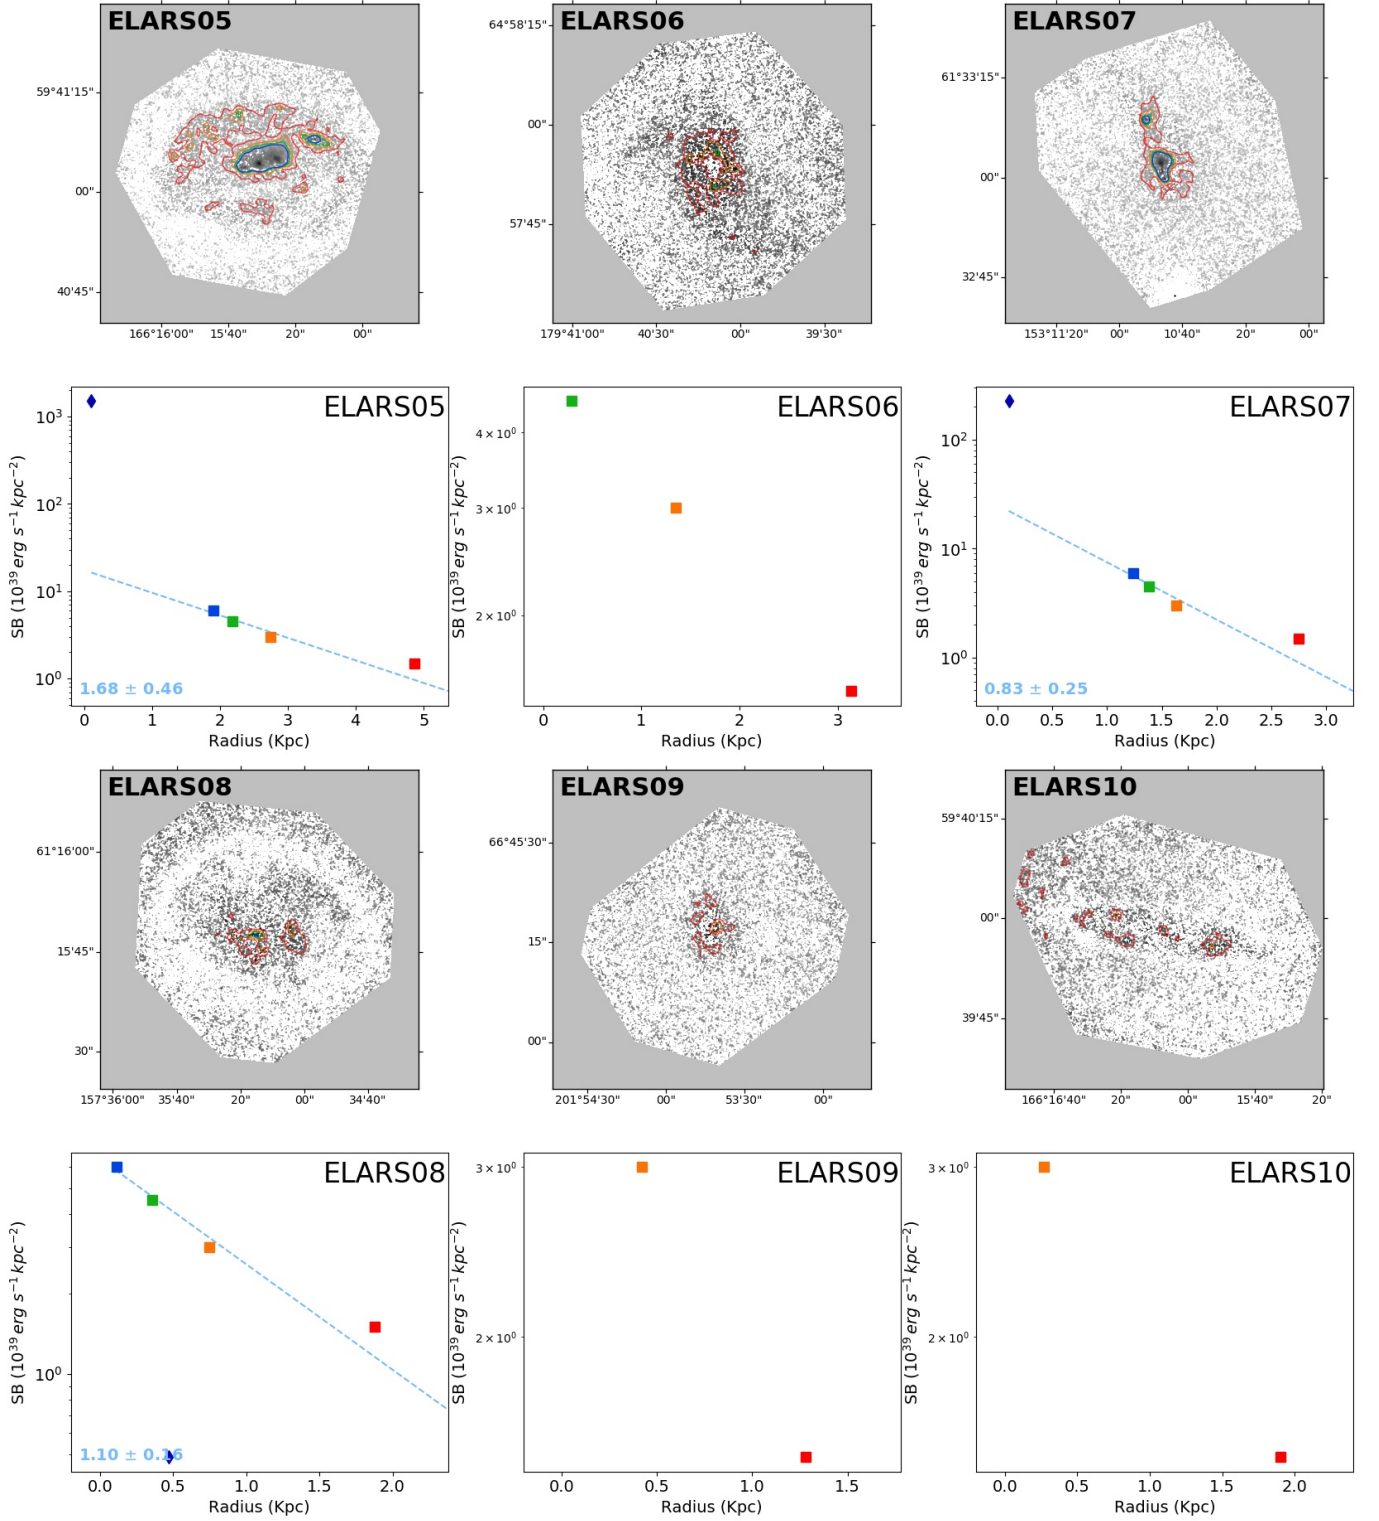 ELARS05
59°41'15"
00"
40'45"
166°16'00" 15'40" 20" 00"
ELARS06
64°58'15"
00"
57'45"
179°41'00" 40'30" 00" 39'30"
ELARS07
61°33'15"
00"
32'45"
153°11'20" 00" 10'40" 20" 00"
ELARS05
SB (10³⁹ erg s⁻¹ kpc⁻²)
10³
10²
10¹
10⁰
1.68 ± 0.46
0 1 2 3 4 5
Radius (Kpc)
ELARS06
SB (10³⁹ erg s⁻¹ kpc⁻²)
4 × 10⁰
3 × 10⁰
2 × 10⁰
0 1 2 3
Radius (Kpc)
ELARS07
SB (10³⁹ erg s⁻¹ kpc⁻²)
10²
10¹
10⁰
0.83 ± 0.25
0.0 0.5 1.0 1.5 2.0 2.5 3.0
Radius (Kpc)
ELARS08
61°16'00"
15'45"
30"
157°36'00" 35'40" 20" 00" 34'40"
ELARS09
66°45'30"
15"
00"
201°54'30" 00" 53'30" 00"
ELARS10
59°40'15"
00"
39'45"
166°16'40" 20" 00" 15'40" 20"
ELARS08
SB (10³⁹ erg s⁻¹ kpc⁻²)
10⁰
1.10 ± 0.16
0.0 0.5 1.0 1.5 2.0
Radius (Kpc)
ELARS09
SB (10³⁹ erg s⁻¹ kpc⁻²)
3 × 10⁰
2 × 10⁰
0.0 0.5 1.0 1.5
Radius (Kpc)
ELARS10
SB (10³⁹ erg s⁻¹ kpc⁻²)
3 × 10⁰
2 × 10⁰
0.0 0.5 1.0 1.5 2.0
Radius (Kpc)